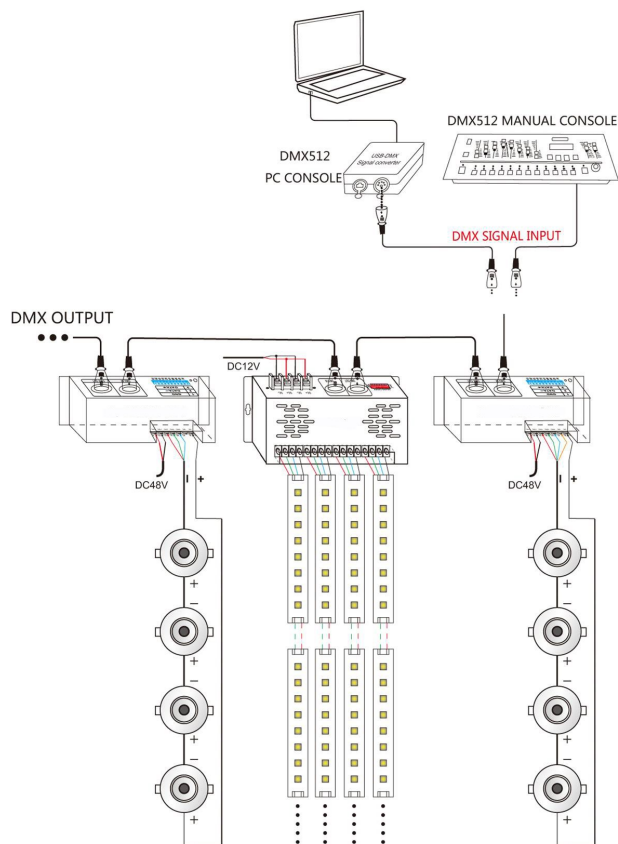 DMX512 MANUAL CONSOLE
USB-DMX
Signal converter
DMX512
PC CONSOLE
DMX SIGNAL INPUT
DMX OUTPUT
DC12V
DC48V
− +
DC48V
− +
+
−
+
−
+
−
+
+
−
+
−
+
−
+